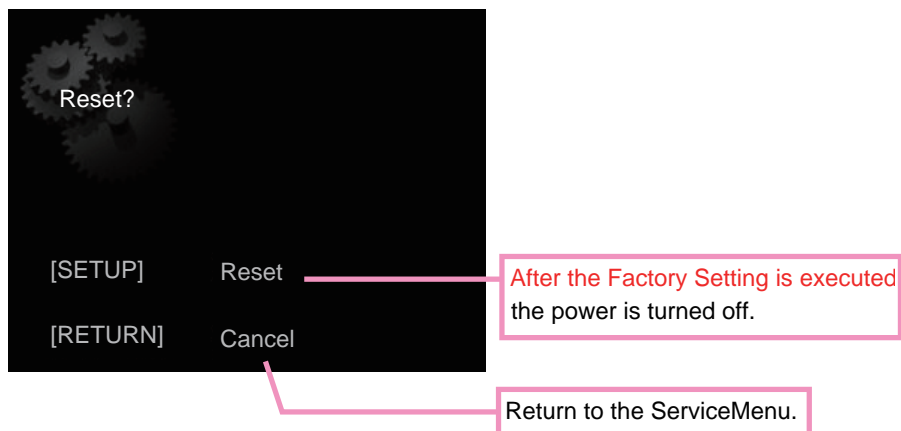 Reset?
[SETUP] Reset
After the Factory Setting is executed
the power is turned off.
[RETURN] Cancel
Return to the ServiceMenu.